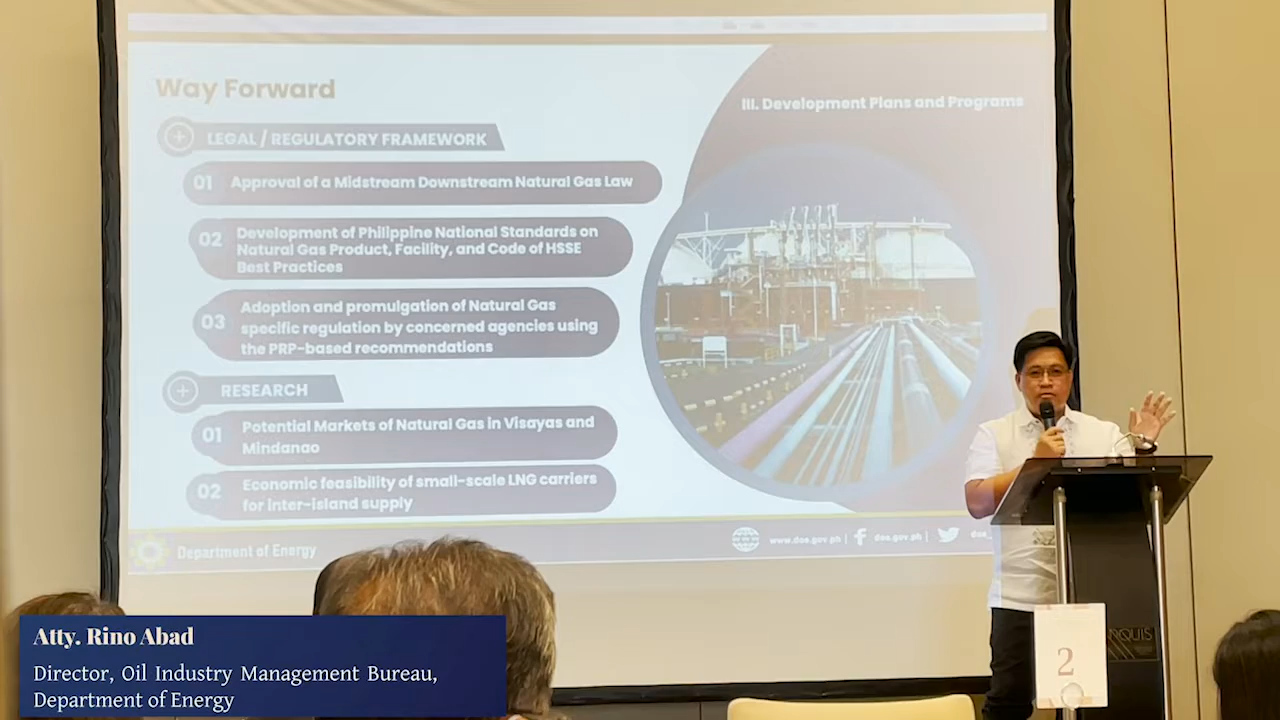 Way Forward
III. Development Plans and Programs
LEGAL / REGULATORY FRAMEWORK
01 Approval of a Midstream Downstream Natural Gas Law
02 Development of Philippine National Standards on
Natural Gas Product, Facility, and Code of HSSE
Best Practices
03 Adoption and promulgation of Natural Gas
specific regulation by concerned agencies using
the PRP-based recommendations
RESEARCH
01 Potential Markets of Natural Gas in Visayas and
Mindanao
02 Economic feasibility of small-scale LNG carriers
for inter-island supply
Department of Energy
www.doe.gov.ph | doe.gov.ph | doe_
2
Atty. Rino Abad
Director, Oil Industry Management Bureau,
Department of Energy